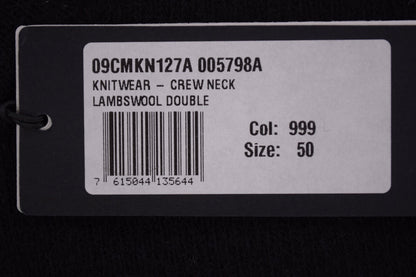 09CMKN127A 005798A
KNITWEAR – CREW NECK
LAMBSWOOL DOUBLE
Col: 999
Size: 50
7 615044 135644